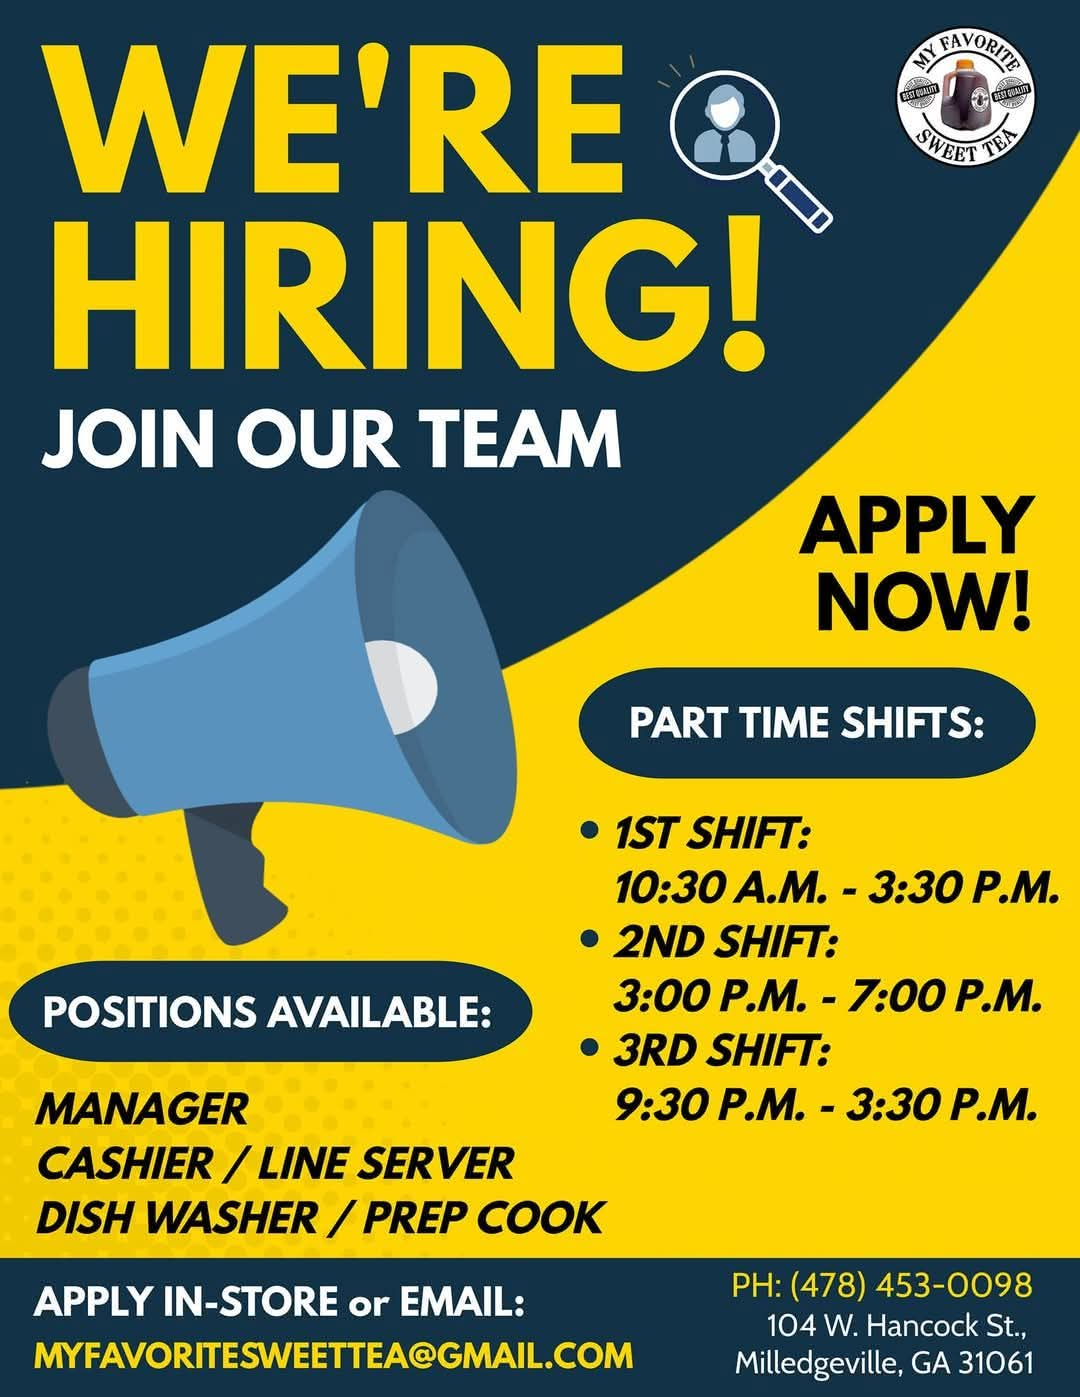 WE'RE
HIRING!
JOIN OUR TEAM
MY FAVORITE
BEST QUALITY
BEST QUALITY
SWEET TEA
APPLY
NOW!
PART TIME SHIFTS:
1ST SHIFT:
10:30 A.M. - 3:30 P.M.
2ND SHIFT:
3:00 P.M. - 7:00 P.M.
3RD SHIFT:
9:30 P.M. - 3:30 P.M.
POSITIONS AVAILABLE:
MANAGER
CASHIER / LINE SERVER
DISH WASHER / PREP COOK
APPLY IN-STORE or EMAIL:
MYFAVORITESWEETTEA@GMAIL.COM
PH: (478) 453-0098
104 W. Hancock St.,
Milledgeville, GA 31061